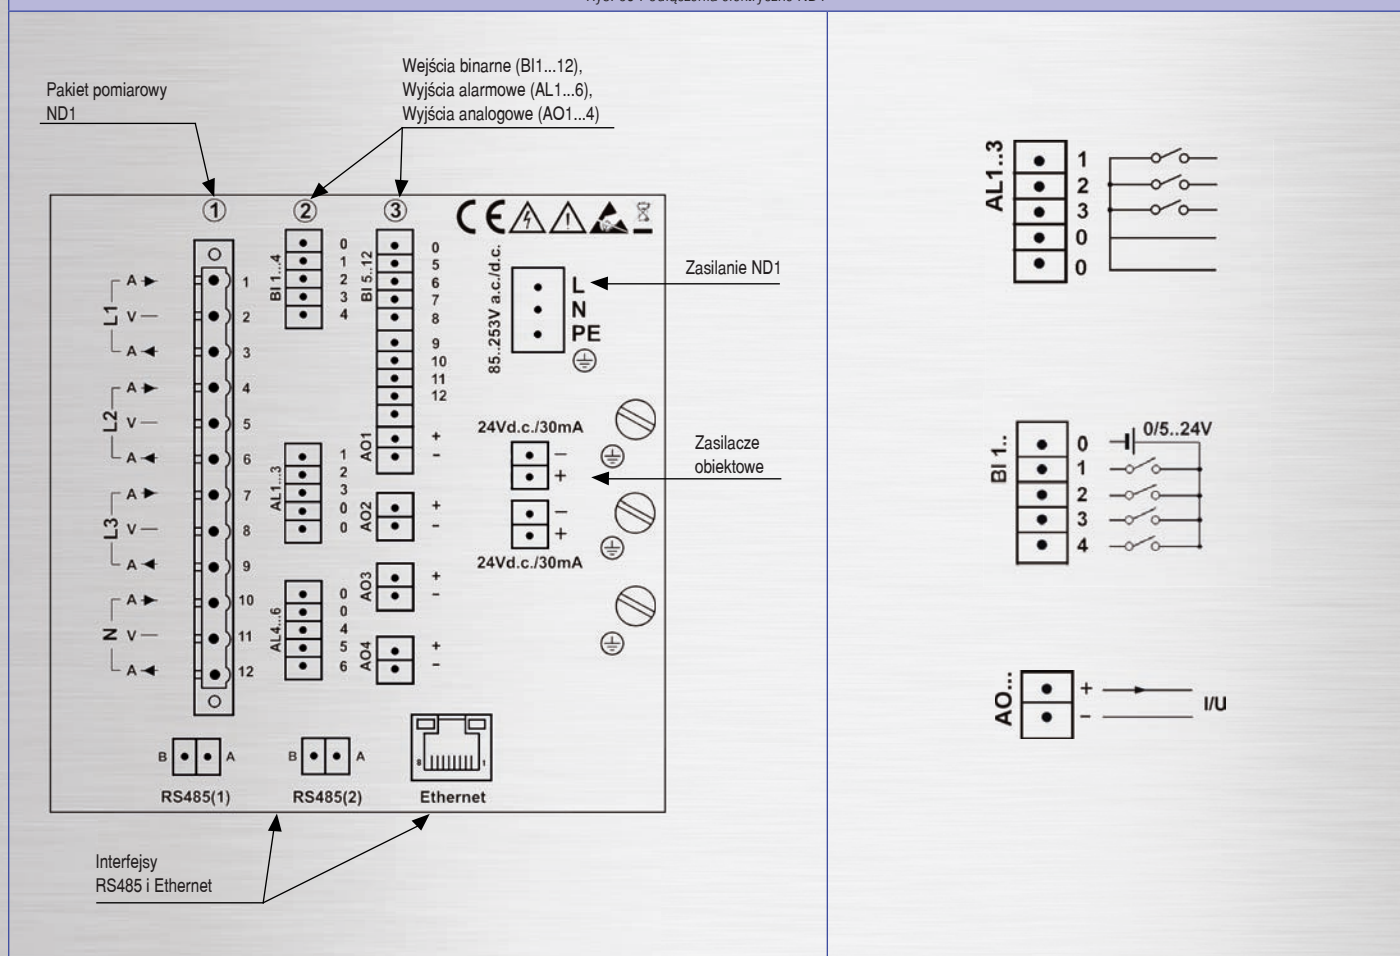 Pakiet pomiarowy
ND1
Wejścia binarne (BI1...12),
Wyjścia alarmowe (AL1...6),
Wyjścia analogowe (AO1...4)
1
2
3
CE
L1
A
V
A
L2
A
V
A
L3
A
V
A
N
A
V
A
1
2
3
4
5
6
7
8
9
10
11
12
BI 1...4
0
1
2
3
4
AL1...3
1
2
3
0
0
AL4...6
0
0
4
5
6
BI 5..12
0
5
6
7
8
9
10
11
12
AO1
+
-
AO2
+
-
AO3
+
-
AO4
+
-
85..253V a.c./d.c.
L
N
PE
Zasilanie ND1
24Vd.c./30mA
−
+
−
+
24Vd.c./30mA
Zasilacze
obiektowe
B A
RS485(1)
B A
RS485(2)
8 1
Ethernet
Interfejsy
RS485 i Ethernet
AL1..3
1
2
3
0
0
BI 1..
0
1
2
3
4
0/5..24V
AO...
+
−
I/U